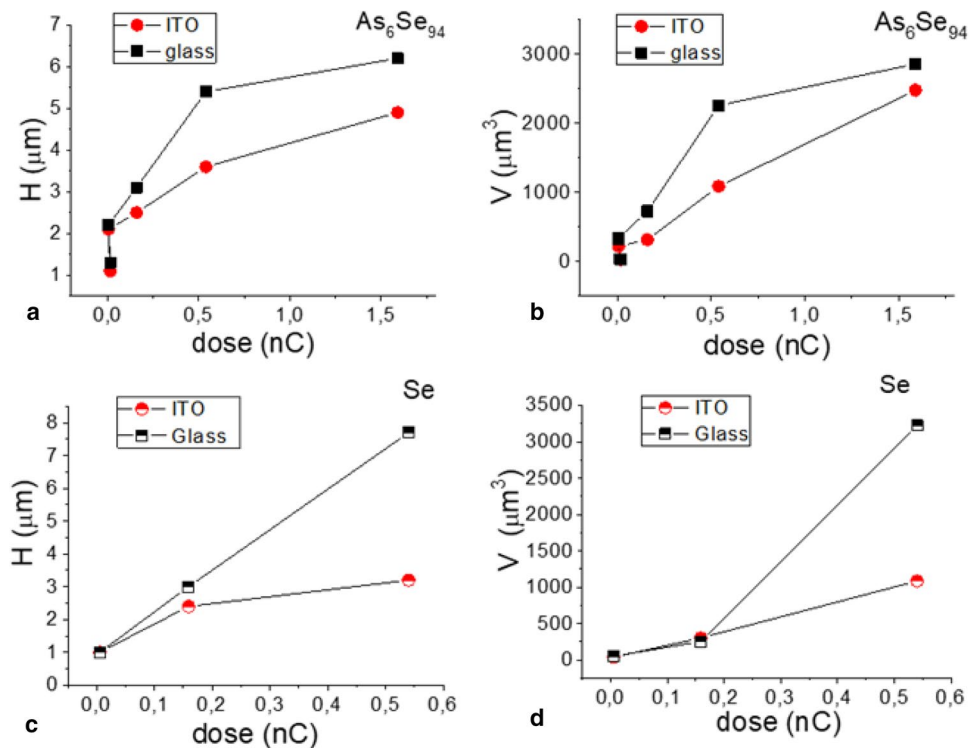 ITO
glass
As6Se94
H (μm)
7
6
5
4
3
2
1
0,0 0,5 1,0 1,5
dose (nC)
a
ITO
glass
As6Se94
V (μm3)
3000
2000
1000
0
0,0 0,5 1,0 1,5
dose (nC)
b
ITO
Glass
Se
H (μm)
8
7
6
5
4
3
2
1
0
0,0 0,1 0,2 0,3 0,4 0,5 0,6
dose (nC)
c
ITO
Glass
Se
V (μm3)
3500
3000
2500
2000
1500
1000
500
0
0,0 0,1 0,2 0,3 0,4 0,5 0,6
dose (nC)
d